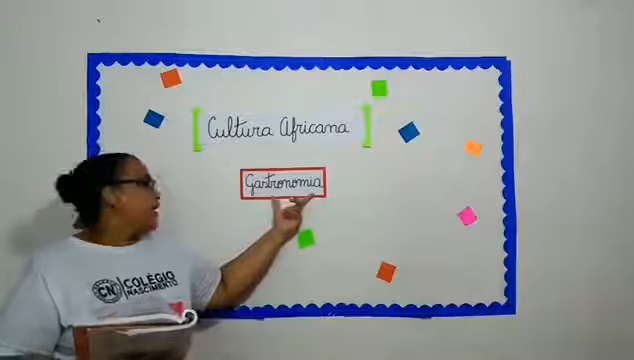 Cultura Africana
Gastronomia
CN
COLÉGIO
NASCIMENTO